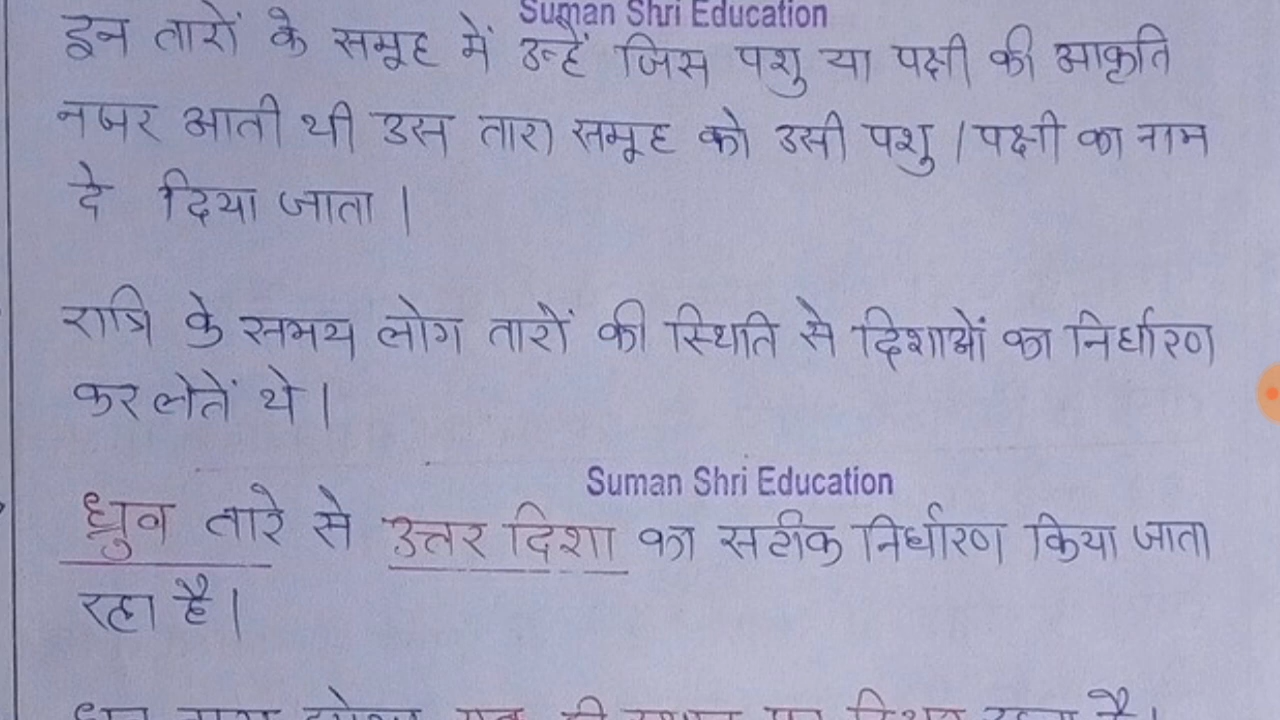 Suman Shri Education
इन तारों के समूह में उन्हें जिस पशु या पक्षी की आकृति
नजर आती थी उस तारा समूह को उसी पशु / पक्षी का नाम
दे दिया जाता।
रात्रि के समय लोग तारों की स्थिति से दिशाओं का निर्धारण
कर लेतें थे।
Suman Shri Education
ध्रुव तारे से उत्तर दिशा का सटीक निर्धारण किया जाता
रहा है।